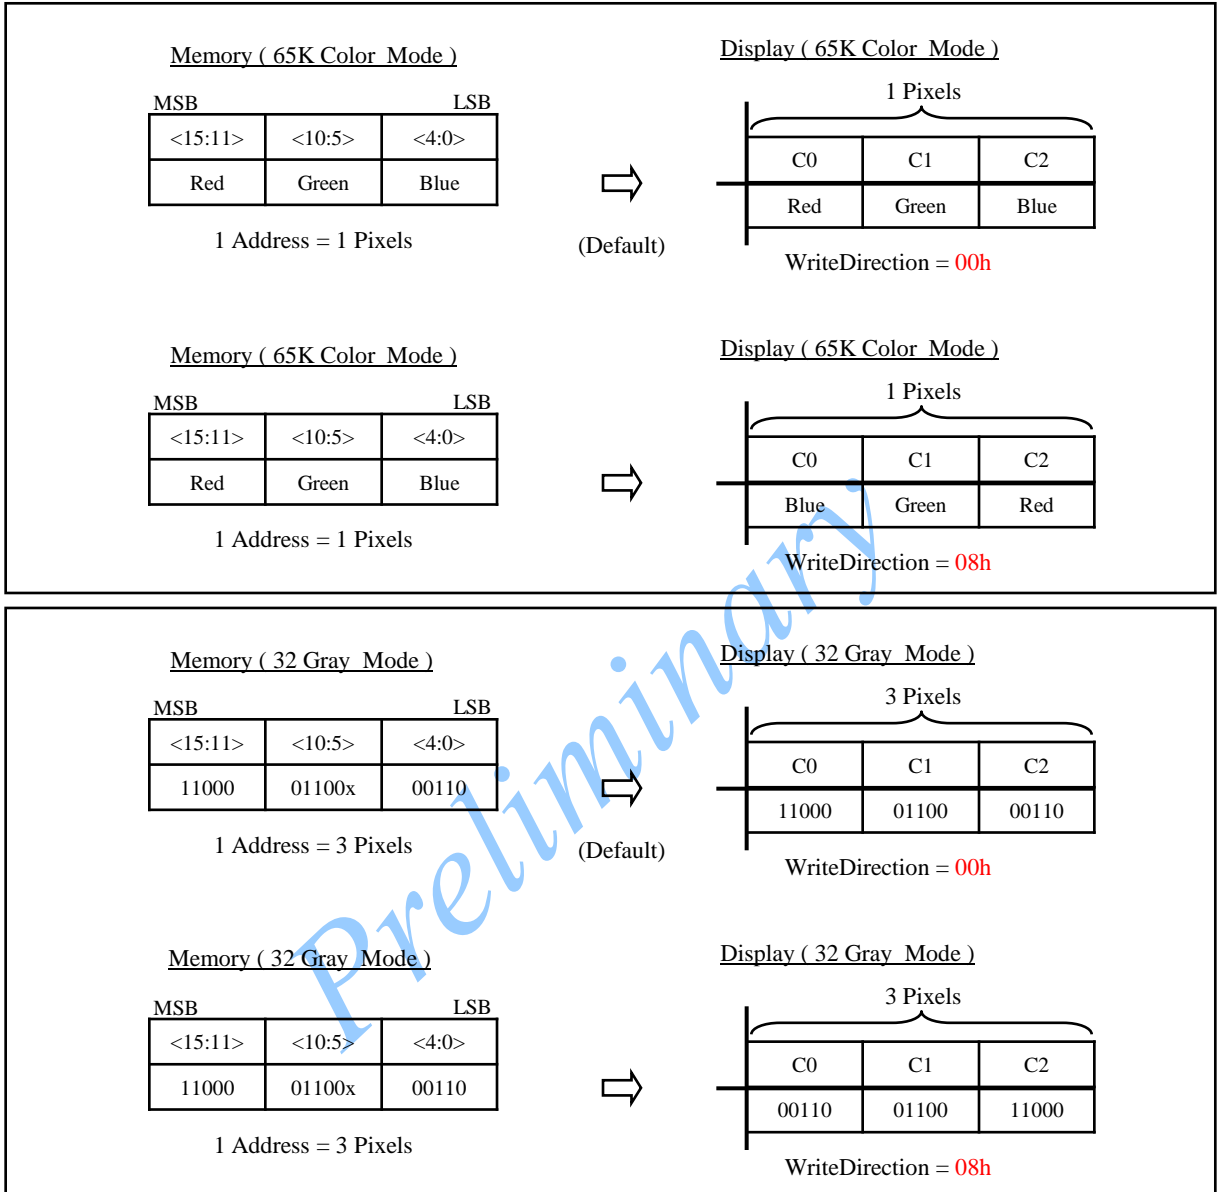 Memory ( 65K Color  Mode )
Display ( 65K Color  Mode )
MSB LSB
1 Pixels
<15:11> <10:5> <4:0>
C0 C1 C2
Red Green Blue
Red Green Blue
1 Address = 1 Pixels
(Default)
WriteDirection = 00h
Memory ( 65K Color  Mode )
Display ( 65K Color  Mode )
MSB LSB
1 Pixels
<15:11> <10:5> <4:0>
C0 C1 C2
Red Green Blue
Blue Green Red
1 Address = 1 Pixels
WriteDirection = 08h
Memory ( 32 Gray  Mode )
Display ( 32 Gray  Mode )
MSB LSB
3 Pixels
<15:11> <10:5> <4:0>
C0 C1 C2
11000 01100x 00110
11000 01100 00110
1 Address = 3 Pixels
(Default)
WriteDirection = 00h
Memory ( 32 Gray  Mode )
Display ( 32 Gray  Mode )
MSB LSB
3 Pixels
<15:11> <10:5> <4:0>
C0 C1 C2
11000 01100x 00110
00110 01100 11000
1 Address = 3 Pixels
WriteDirection = 08h
Preliminary